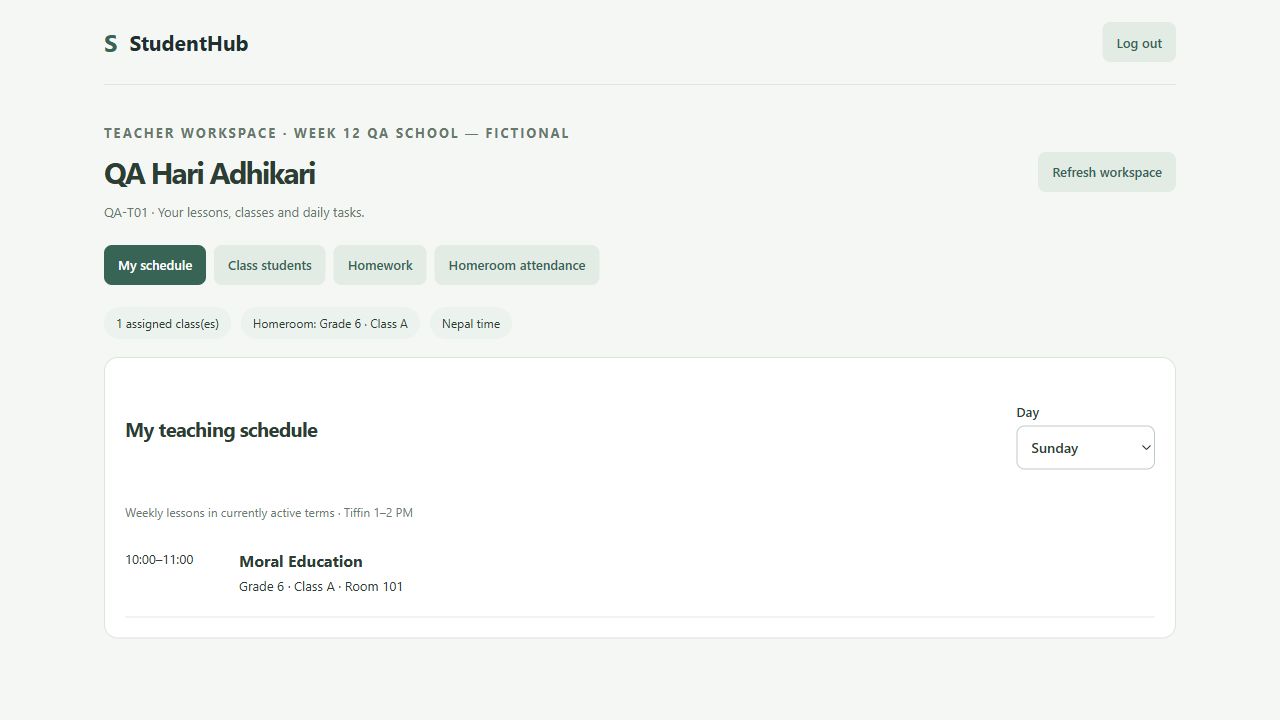 S StudentHub
Log out
TEACHER WORKSPACE · WEEK 12 QA SCHOOL — FICTIONAL
QA Hari Adhikari
Refresh workspace
QA-T01 · Your lessons, classes and daily tasks.
My schedule Class students Homework Homeroom attendance
1 assigned class(es) Homeroom: Grade 6 · Class A Nepal time
My teaching schedule
Day
Sunday
Weekly lessons in currently active terms · Tiffin 1–2 PM
10:00–11:00 Moral Education
Grade 6 · Class A · Room 101